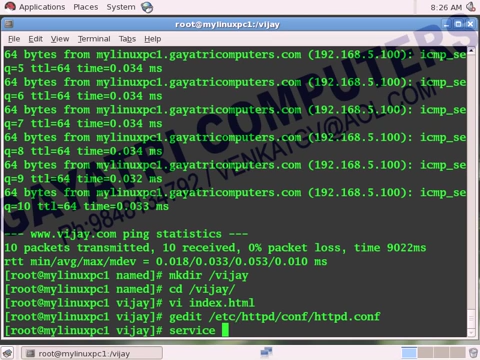 Applications Places System
8:26 AM
root@mylinuxpc1:/vijay
File Edit View Terminal Tabs Help
64 bytes from mylinuxpc1.gayatricomputers.com (192.168.5.100): icmp_se
q=5 ttl=64 time=0.034 ms
64 bytes from mylinuxpc1.gayatricomputers.com (192.168.5.100): icmp_se
q=6 ttl=64 time=0.034 ms
64 bytes from mylinuxpc1.gayatricomputers.com (192.168.5.100): icmp_se
q=7 ttl=64 time=0.034 ms
64 bytes from mylinuxpc1.gayatricomputers.com (192.168.5.100): icmp_se
q=8 ttl=64 time=0.034 ms
64 bytes from mylinuxpc1.gayatricomputers.com (192.168.5.100): icmp_se
q=9 ttl=64 time=0.032 ms
64 bytes from mylinuxpc1.gayatricomputers.com (192.168.5.100): icmp_se
q=10 ttl=64 time=0.033 ms
--- www.vijay.com ping statistics ---
10 packets transmitted, 10 received, 0% packet loss, time 9022ms
rtt min/avg/max/mdev = 0.018/0.033/0.053/0.010 ms
[root@mylinuxpc1 named]# mkdir /vijay
[root@mylinuxpc1 named]# cd /vijay/
[root@mylinuxpc1 vijay]# vi index.html
[root@mylinuxpc1 vijay]# gedit /etc/httpd/conf/httpd.conf
[root@mylinuxpc1 vijay]# service
GAYATRI COMPUTERS
root@mylinuxpc1:/vijay